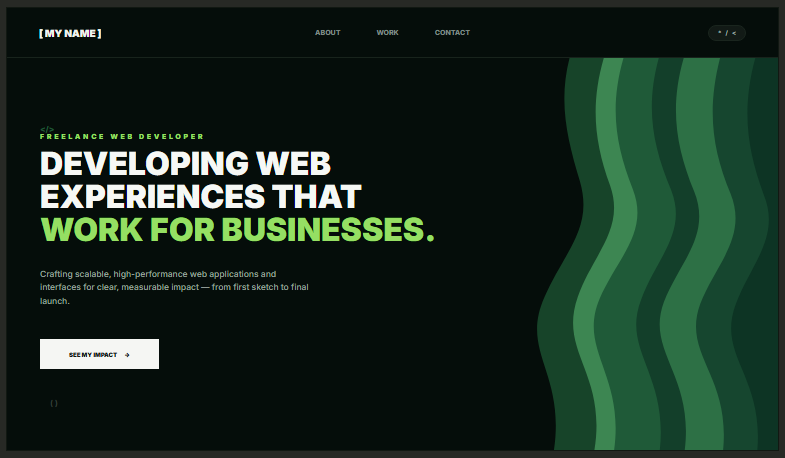 [ MY NAME ]
ABOUT WORK CONTACT
* / <
</>
FREELANCE WEB DEVELOPER
DEVELOPING WEB
EXPERIENCES THAT
WORK FOR BUSINESSES.
Crafting scalable, high-performance web applications and
interfaces for clear, measurable impact — from first sketch to final
launch.
SEE MY IMPACT →
{ }